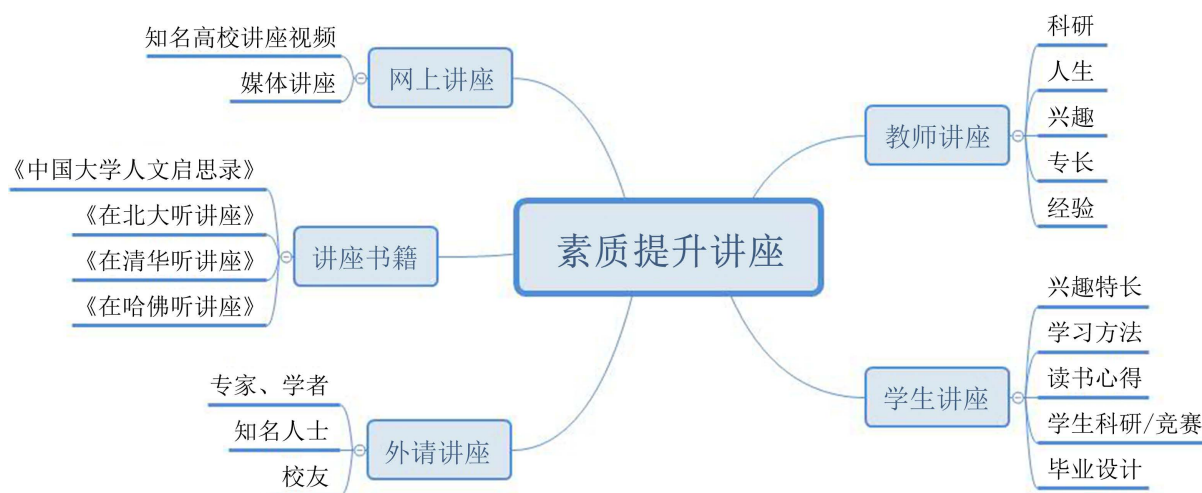 素质提升讲座
网上讲座
知名高校讲座视频
媒体讲座
讲座书籍
《中国大学人文启思录》
《在北大听讲座》
《在清华听讲座》
《在哈佛听讲座》
外请讲座
专家、学者
知名人士
校友
教师讲座
科研
人生
兴趣
专长
经验
学生讲座
兴趣特长
学习方法
读书心得
学生科研/竞赛
毕业设计